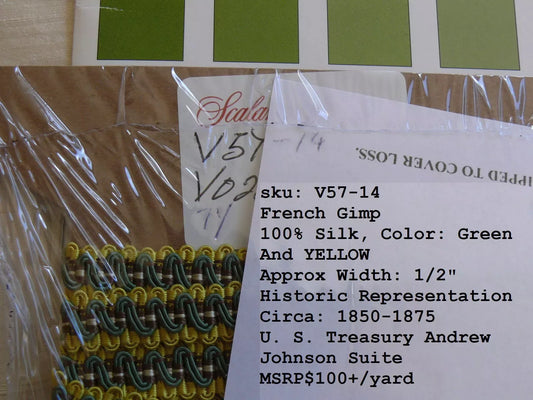 Scala
V57-14
V02
IPPED TO COVER LOSS.
sku: V57-14
French Gimp
100% Silk, Color: Green
And YELLOW
Approx Width: 1/2"
Historic Representation
Circa: 1850-1875
U. S. Treasury Andrew
Johnson Suite
MSRP$100+/yard